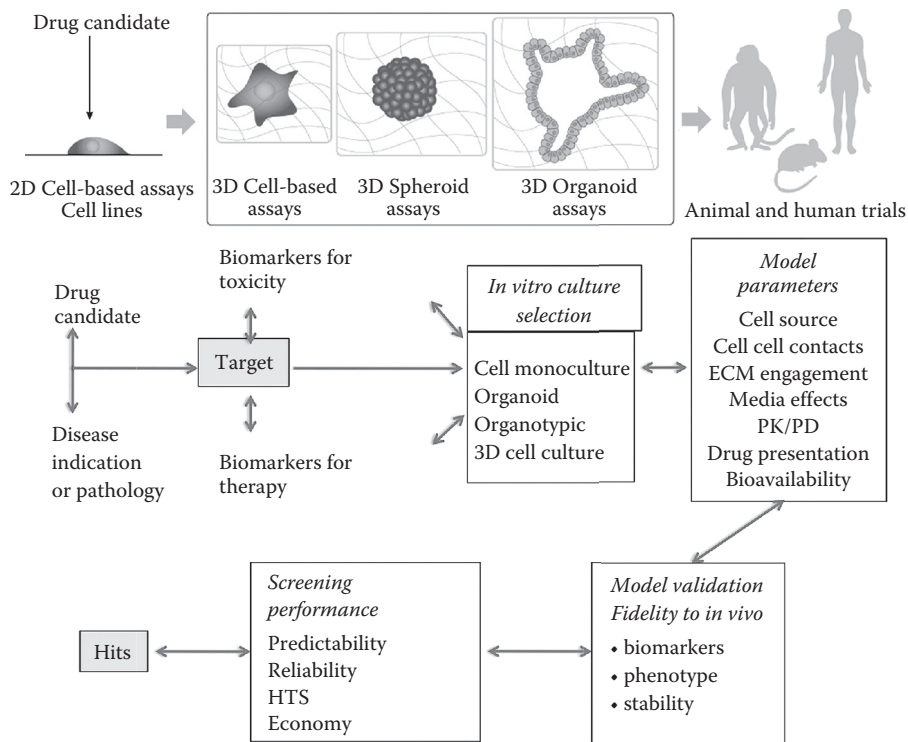 Drug candidate
2D Cell-based assays
Cell lines
3D Cell-based
assays
3D Spheroid
assays
3D Organoid
assays
Animal and human trials
Drug
candidate
Disease
indication
or pathology
Biomarkers for
toxicity
Target
Biomarkers for
therapy
In vitro culture
selection
Cell monoculture
Organoid
Organotypic
3D cell culture
Model
parameters
Cell source
Cell cell contacts
ECM engagement
Media effects
PK/PD
Drug presentation
Bioavailability
Hits
Screening
performance
Predictability
Reliability
HTS
Economy
Model validation
Fidelity to in vivo
• biomarkers
• phenotype
• stability